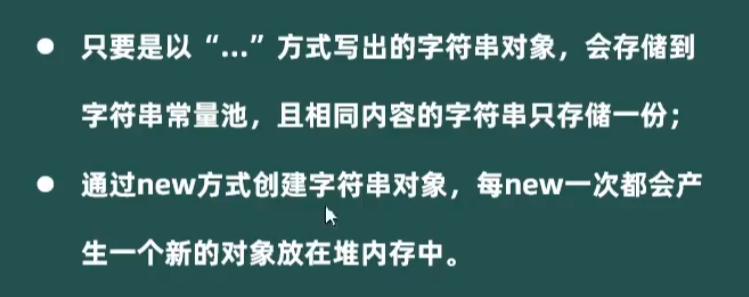 ● 只要是以“...”方式写出的字符串对象，会存储到
字符串常量池，且相同内容的字符串只存储一份；
● 通过new方式创建字符串对象，每new一次都会产
生一个新的对象放在堆内存中。